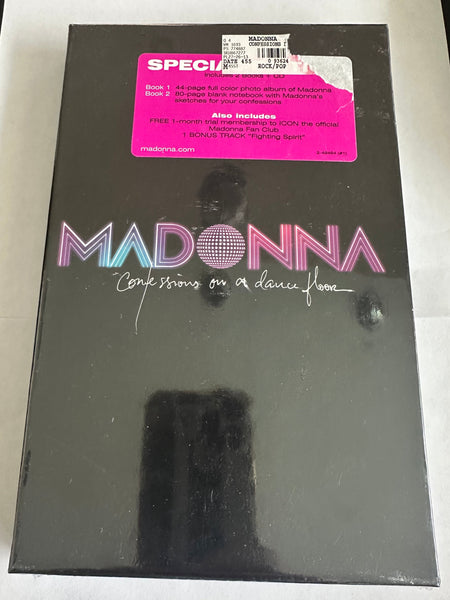 MADONNA
CONFESSIONS
DATE 455
ROCK/POP
SPECIA
Includes 2 Books + CD
Book 1 44-page full color photo album of Madonna
Book 2 80-page blank notebook with Madonna's
sketches for your confessions
Also Includes
FREE 1-month trial membership to ICON the official
Madonna Fan Club
1 BONUS TRACK "Fighting Spirit"
madonna.com
MADONNA
Confessions on a dance floor